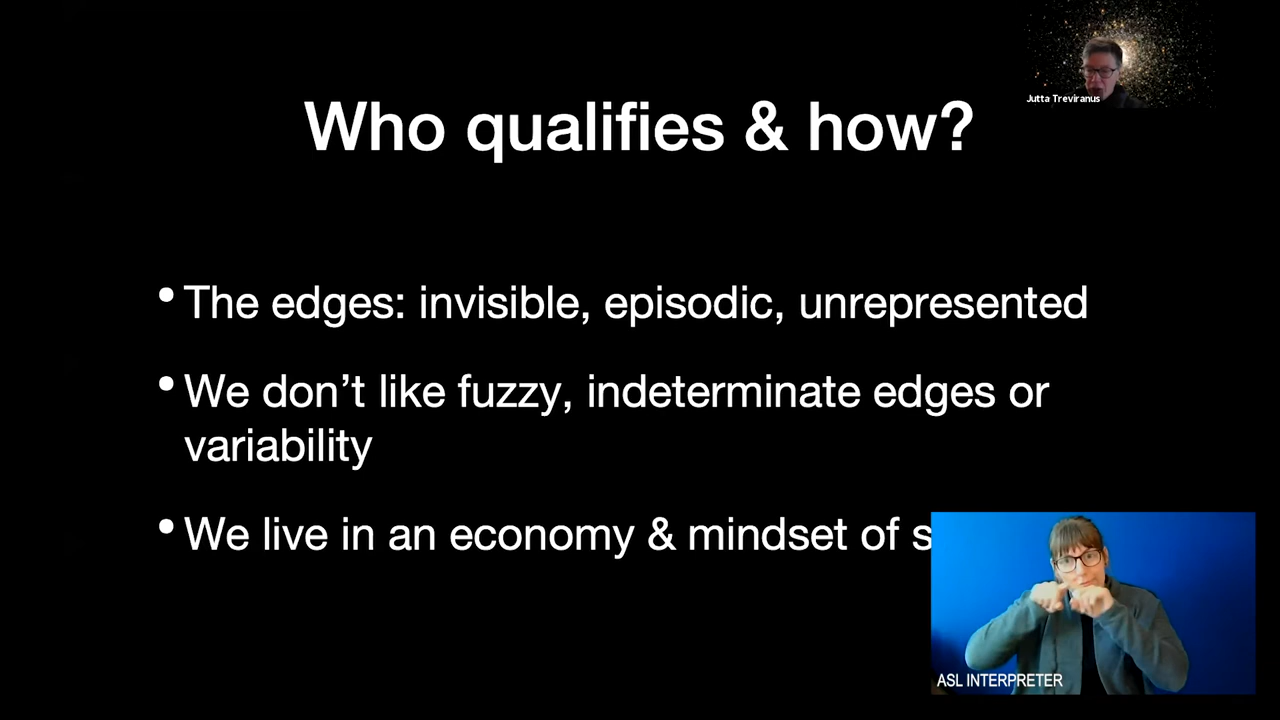 Jutta Treviranus
Who qualifies & how?
• The edges: invisible, episodic, unrepresented
• We don’t like fuzzy, indeterminate edges or
variability
• We live in an economy & mindset of
ASL INTERPRETER